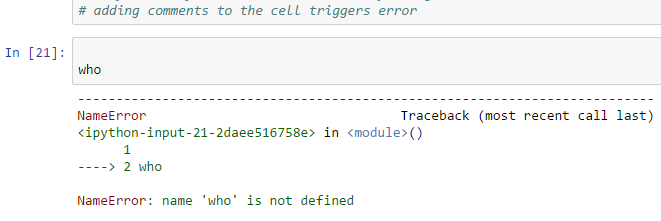 # adding comments to the cell triggers error
In [21]:
who
---------------------------------------------------------------------------
NameError                                 Traceback (most recent call last)
<ipython-input-21-2daee516758e> in <module>()
      1
----> 2 who
NameError: name 'who' is not defined